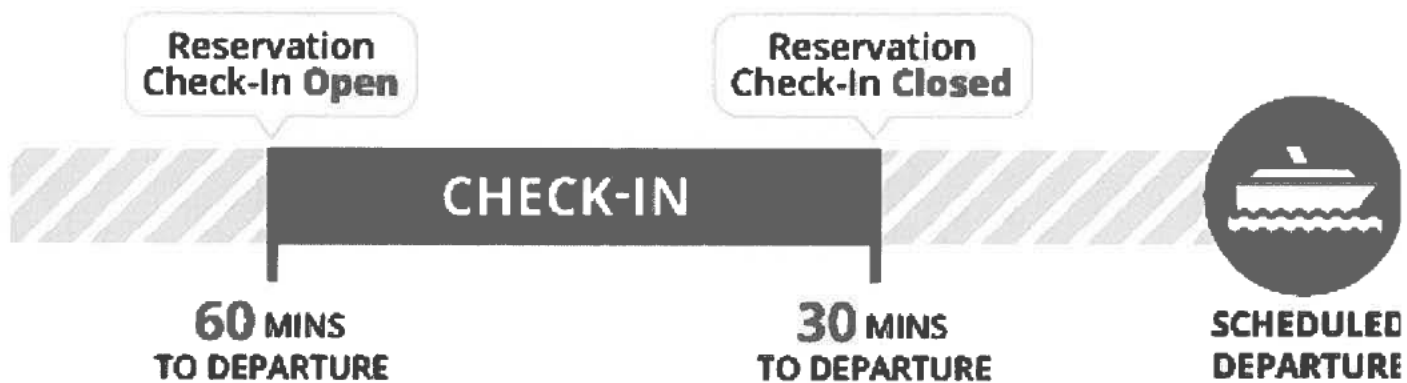 Reservation
Check-In Open
Reservation
Check-In Closed
CHECK-IN
60 MINS
TO DEPARTURE
30 MINS
TO DEPARTURE
SCHEDULED
DEPARTURE